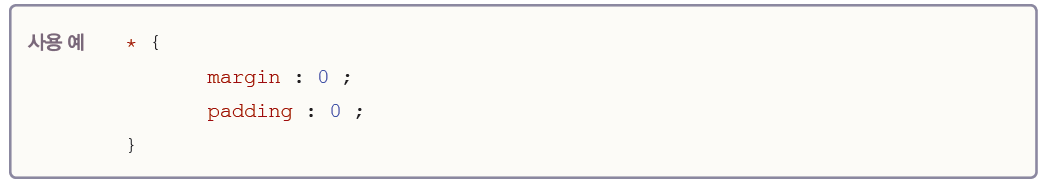 사용 예 * {
margin : 0 ;
padding : 0 ;
}